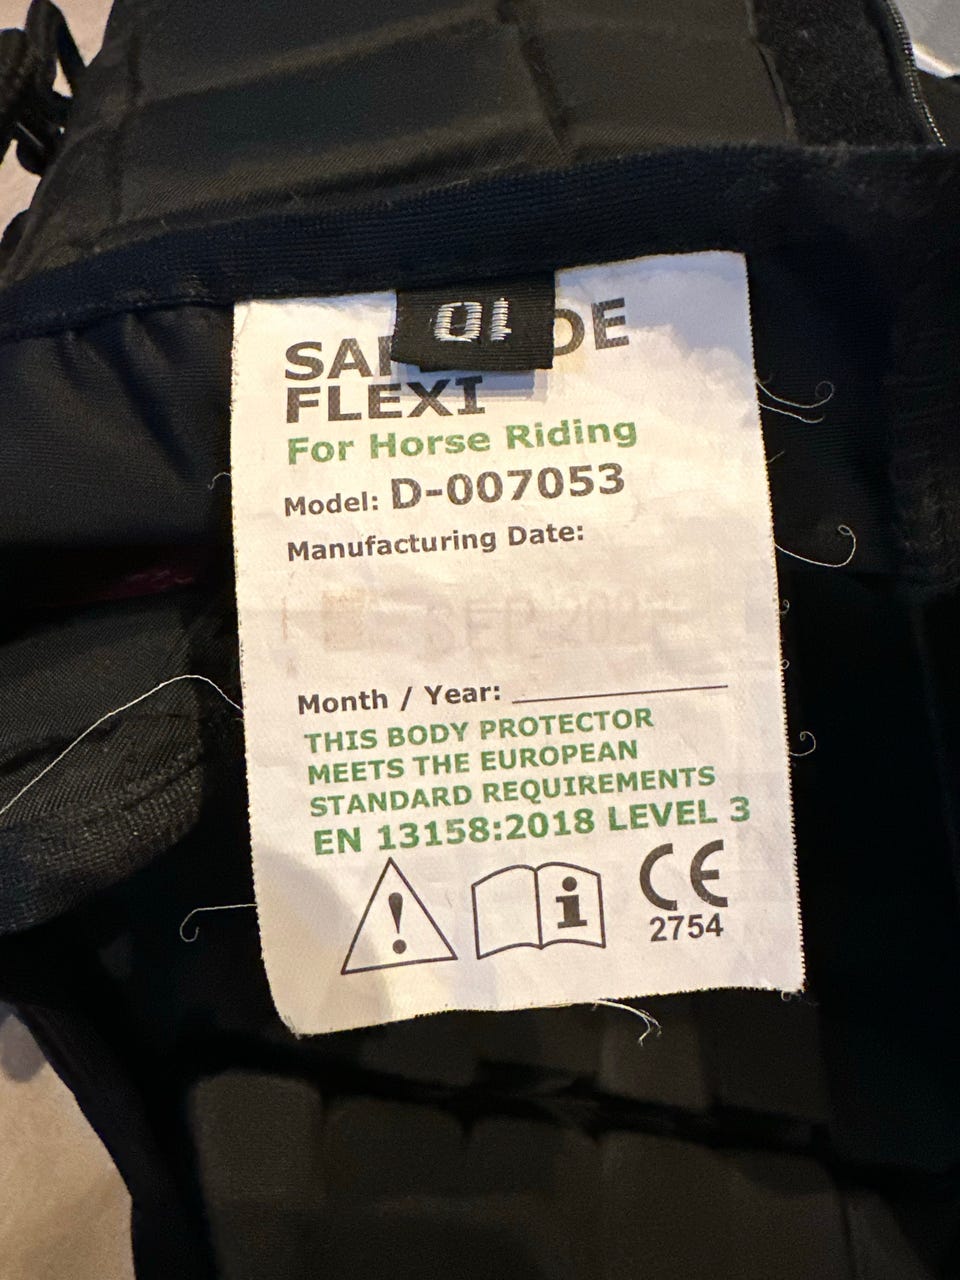 10
FLEXI
For Horse Riding
Model: D-007053
Manufacturing Date:
SEP
Month / Year:
THIS BODY PROTECTOR
MEETS THE EUROPEAN
STANDARD REQUIREMENTS
EN 13158:2018 LEVEL 3
CE
2754